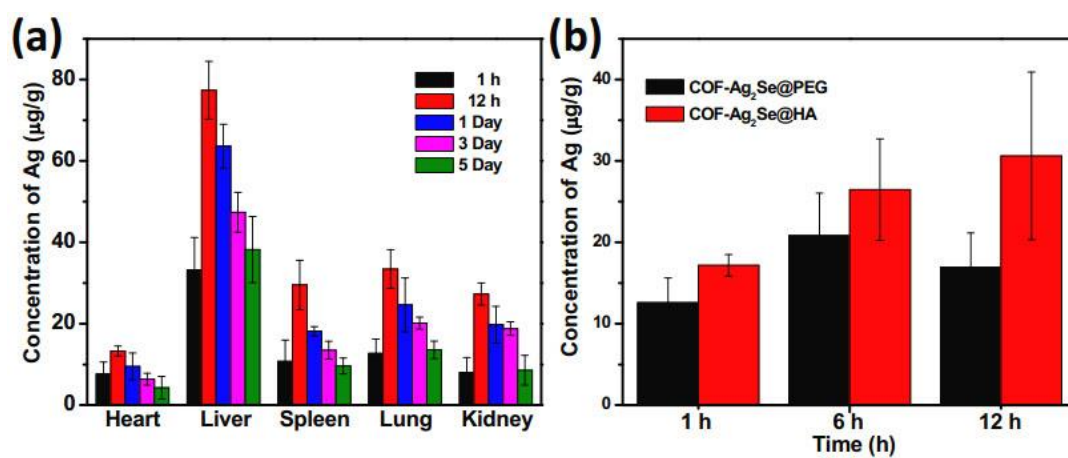 (a)
Concentration of Ag (μg/g)
80
60
40
20
0
1 h
12 h
1 Day
3 Day
5 Day
Heart Liver Spleen Lung Kidney
(b)
Concentration of Ag (μg/g)
40
30
20
10
0
COF-Ag₂Se@PEG
COF-Ag₂Se@HA
1 h 6 h 12 h
Time (h)